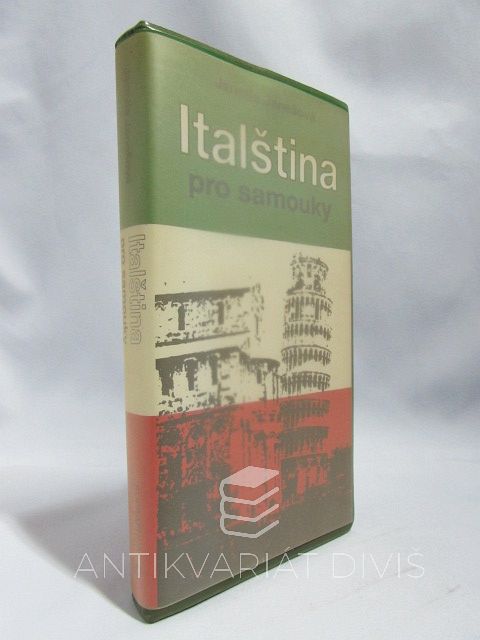 Italština
pro samouky
Italština
pro samouky
ANTIKVARIÁT DIVIŠ